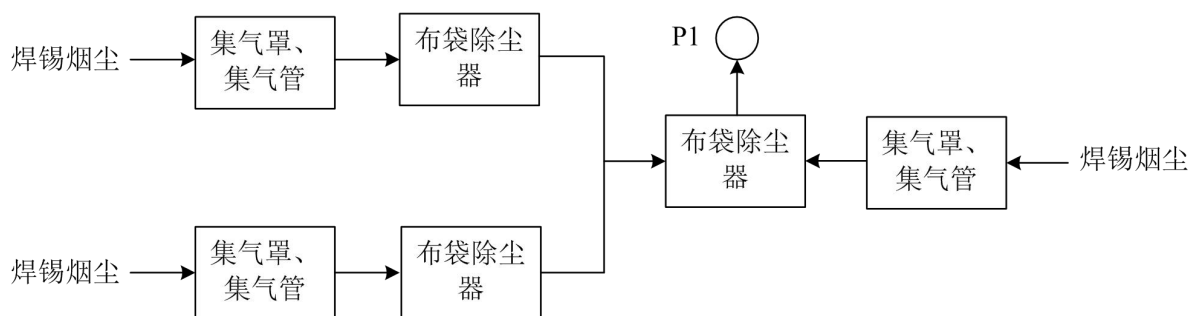 焊锡烟尘
集气罩、
集气管
布袋除尘
器
P1
布袋除尘
器
集气罩、
集气管
焊锡烟尘
焊锡烟尘
集气罩、
集气管
布袋除尘
器